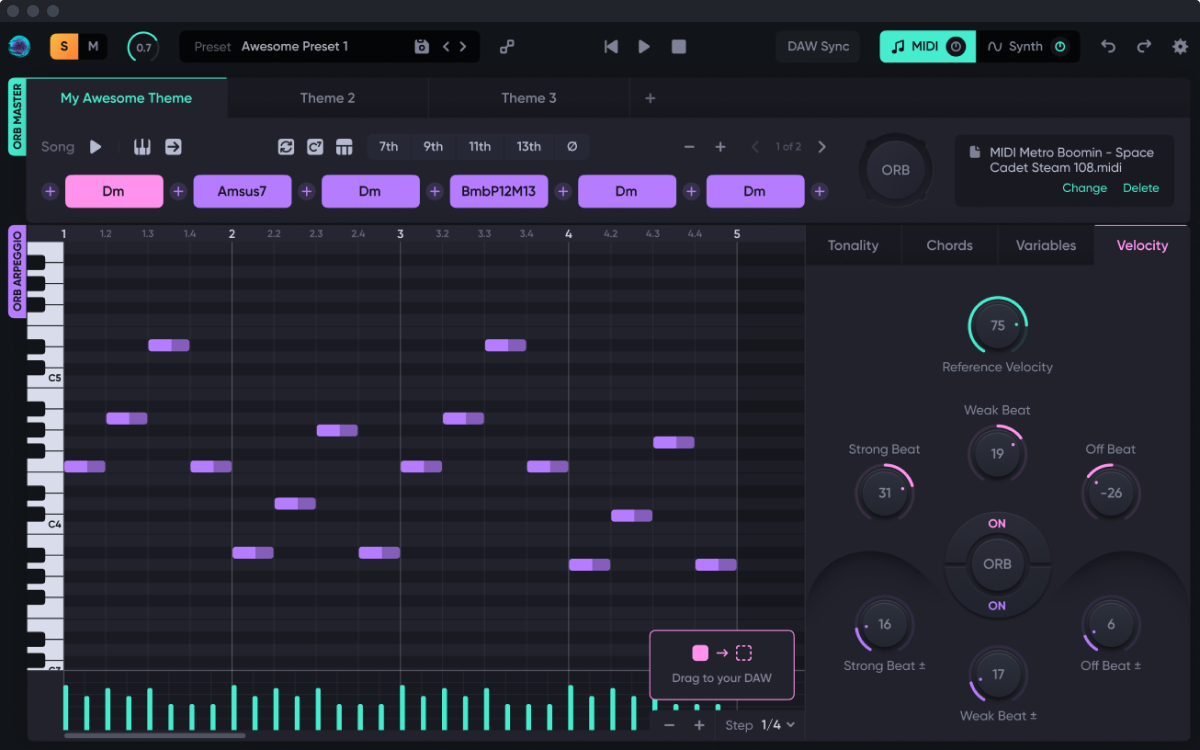 S M 0.7 Preset Awesome Preset 1 DAW Sync MIDI Synth
ORB MASTER
My Awesome Theme Theme 2 Theme 3 +
Song C7 7th 9th 11th 13th Ø − + 1 of 2
ORB
MIDI Metro Boomin - Space
Cadet Steam 108.midi
Change Delete
+ Dm + Amsus7 + Dm + BmbP12M13 + Dm + Dm +
ORB ARPEGGIO
1 1.2 1.3 1.4 2 2.2 2.3 2.4 3 3.2 3.3 3.4 4 4.2 4.3 4.4 5
Tonality Chords Variables Velocity
75
Reference Velocity
C5
Weak Beat
19
Strong Beat
31
Off Beat
-26
C4
ON
ORB
ON
16
Strong Beat ±
6
Off Beat ±
17
Weak Beat ±
Drag to your DAW
− + Step 1/4